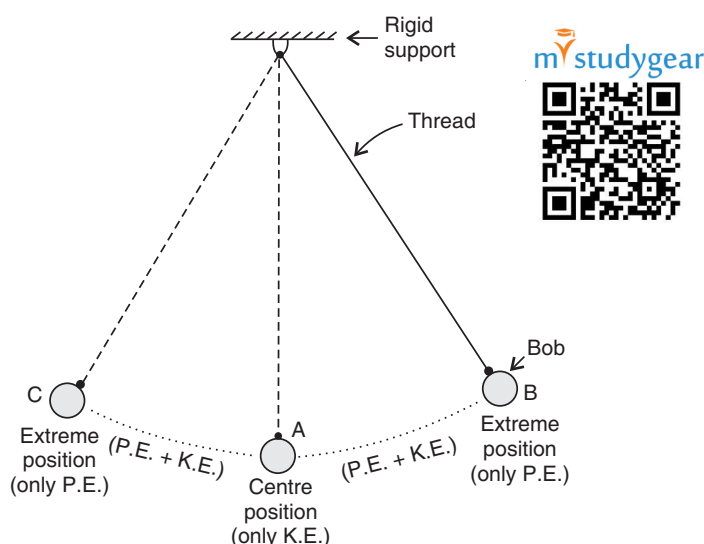 Rigid
support
mystudygear
Thread
Bob
C
B
A
Extreme
position
(only P.E.)
(P.E. + K.E.)
Centre
position
(only K.E.)
(P.E. + K.E.)
Extreme
position
(only P.E.)